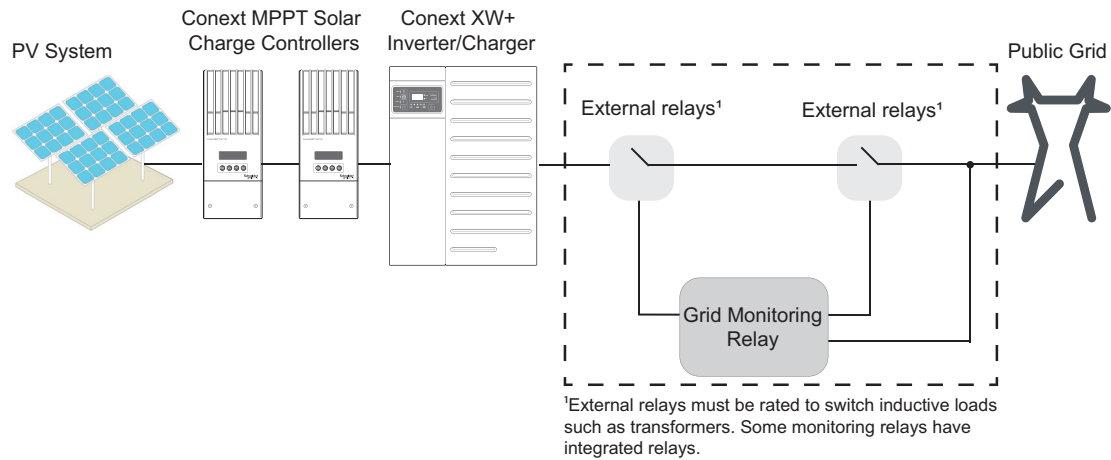 PV System
Conext MPPT Solar
Charge Controllers
Conext XW+
Inverter/Charger
Public Grid
External relays¹
External relays¹
Grid Monitoring
Relay
¹External relays must be rated to switch inductive loads
such as transformers. Some monitoring relays have
integrated relays.